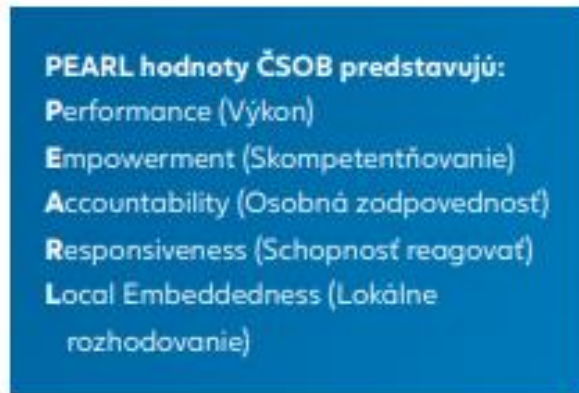 PEARL hodnoty ČSOB predstavujú:
Performance (Výkon)
Empowerment (Skompetentňovanie)
Accountability (Osobná zodpovednosť)
Responsiveness (Schopnosť reagovať)
Local Embeddedness (Lokálne
rozhodovanie)